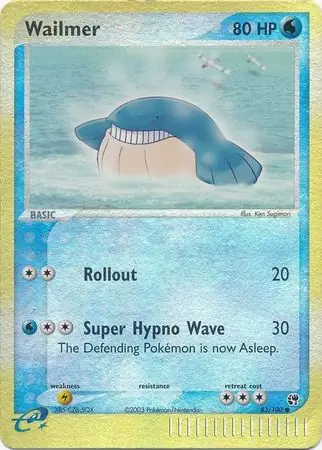 Wailmer 80 HP
BASIC Illus. Ken Sugimori
Rollout 20
Super Hypno Wave 30
The Defending Pokémon is now Asleep.
weakness resistance retreat cost
©2003 Pokémon/Nintendo 82/100